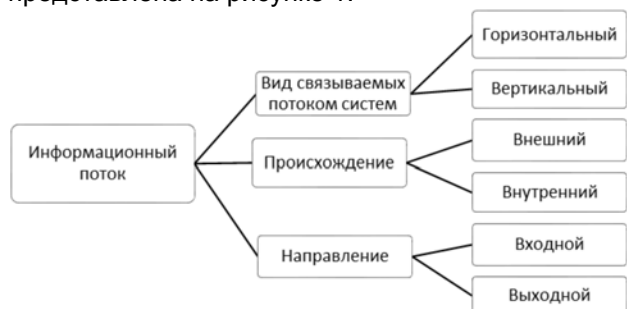 представлена на рисунке 1.
Горизонтальный
Вид связываемых
потоком систем
Вертикальный
Информационный
поток
Происхождение
Внешний
Внутренний
Направление
Входной
Выходной